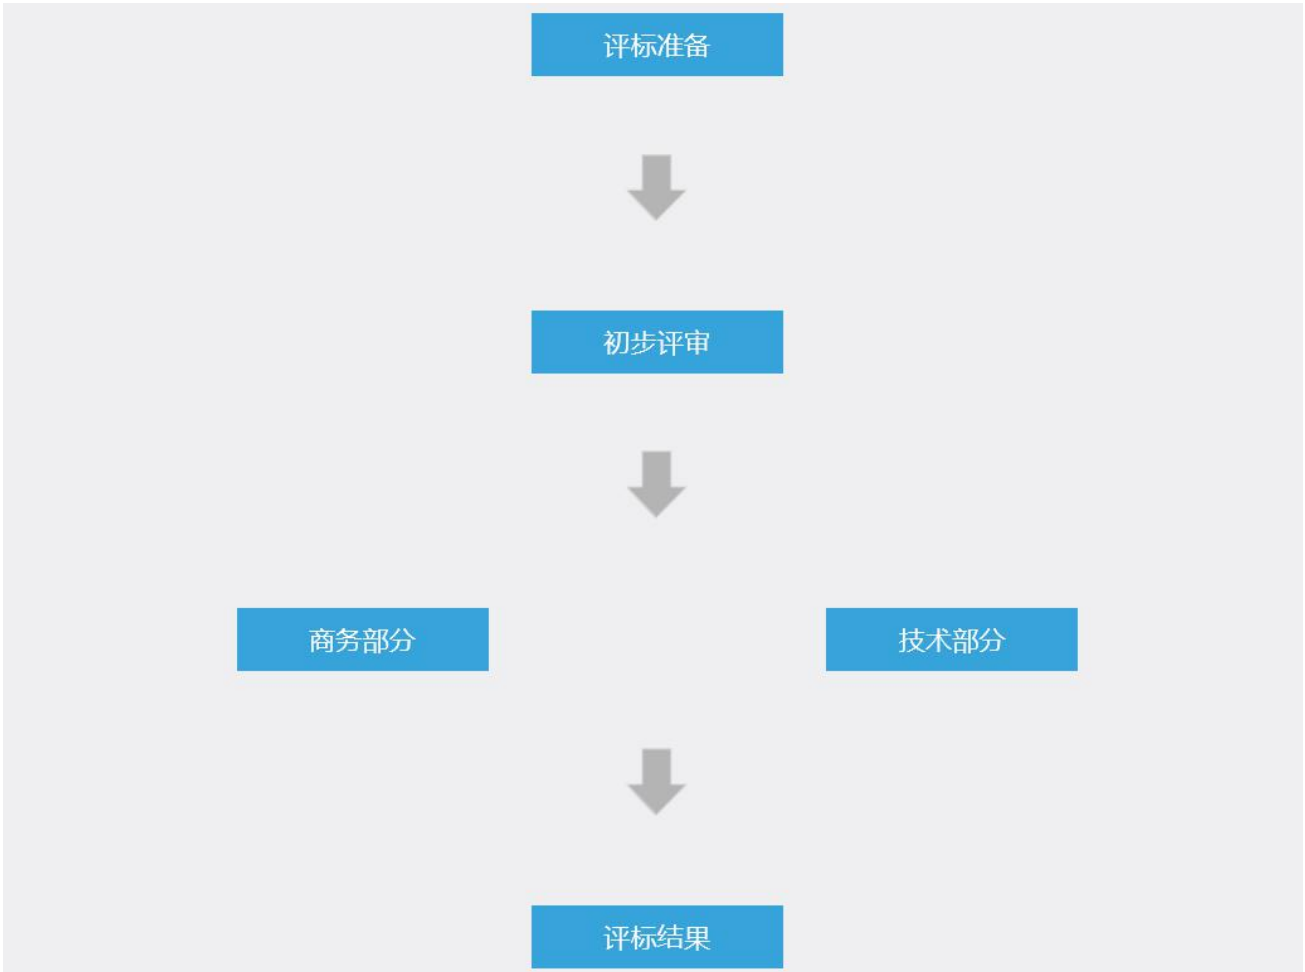 评标准备
初步评审
商务部分
技术部分
评标结果